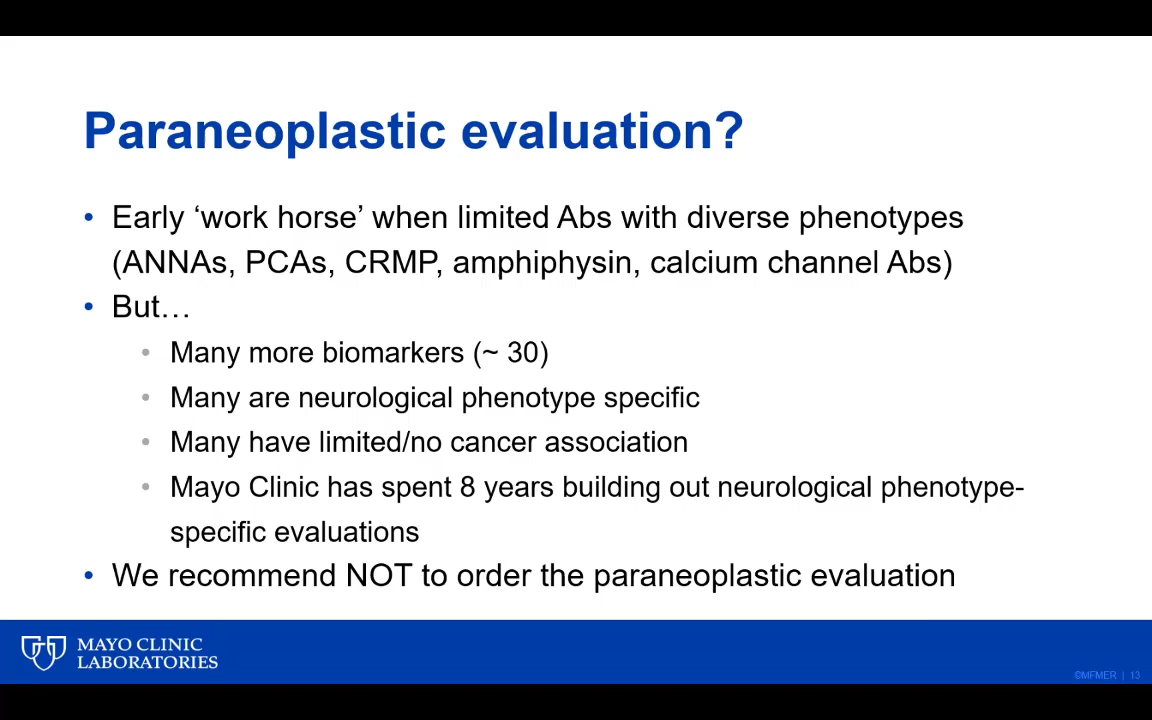 Paraneoplastic evaluation?
• Early ‘work horse’ when limited Abs with diverse phenotypes
(ANNAs, PCAs, CRMP, amphiphysin, calcium channel Abs)
• But…
• Many more biomarkers (~ 30)
• Many are neurological phenotype specific
• Many have limited/no cancer association
• Mayo Clinic has spent 8 years building out neurological phenotype-
specific evaluations
• We recommend NOT to order the paraneoplastic evaluation
MAYO CLINIC
LABORATORIES
©MFMER | 13